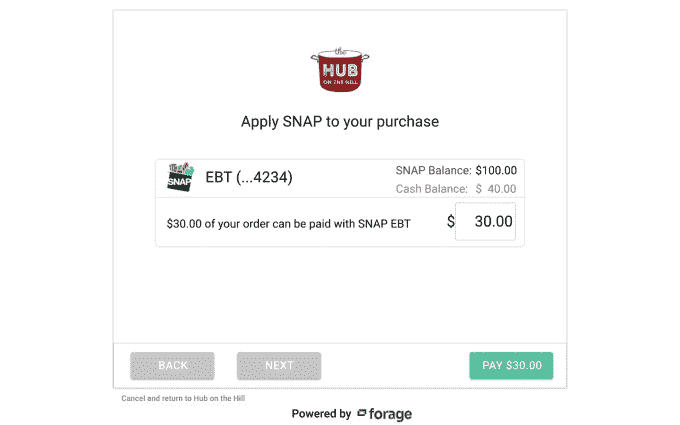 the
HUB
ON THE HILL
Apply SNAP to your purchase
SNAP
EBT (...4234)
SNAP Balance: $100.00
Cash Balance: $ 40.00
$30.00 of your order can be paid with SNAP EBT
$ 30.00
BACK
NEXT
PAY $30.00
Cancel and return to Hub on the Hill
Powered by forage